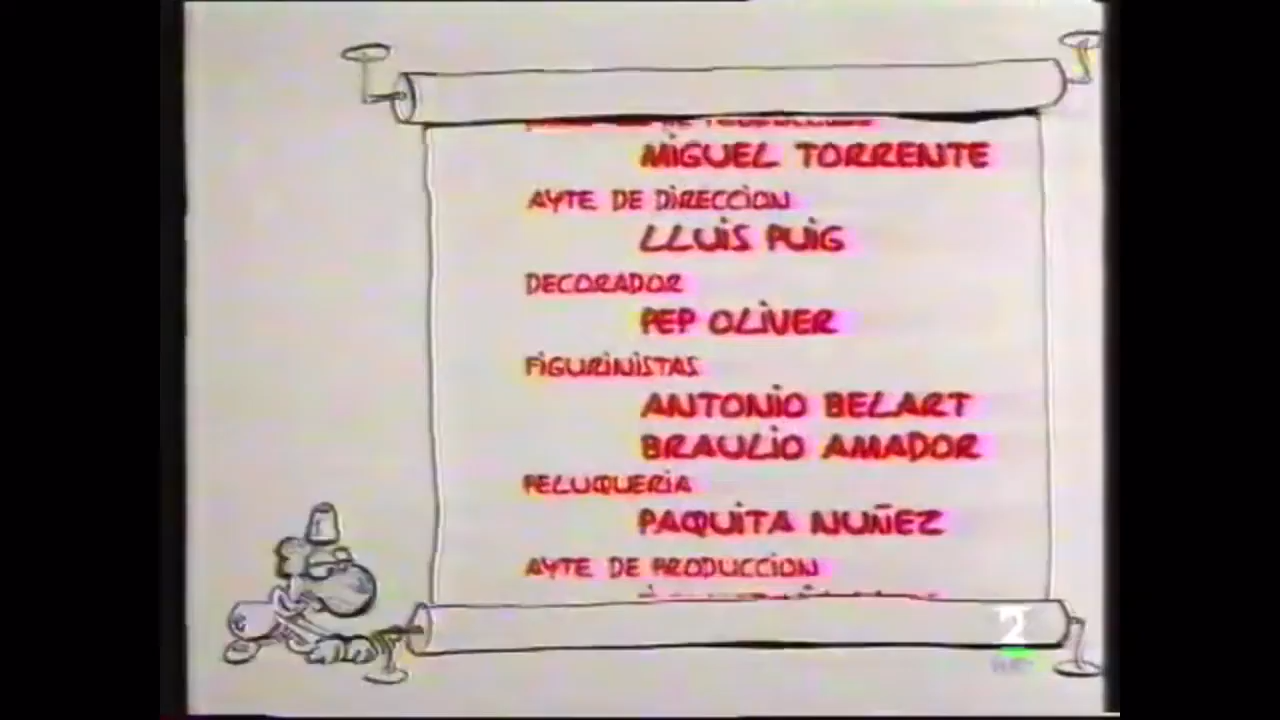 MIGUEL TORRENTE
AYTE DE DIRECCION
LLUIS PUIG
DECORADOR
PEP OLIVER
FIGURINISTAS
ANTONIO BELART
BRAULIO AMADOR
PELUQUERIA
PAQUITA NUÑEZ
AYTE DE PRODUCCION
2